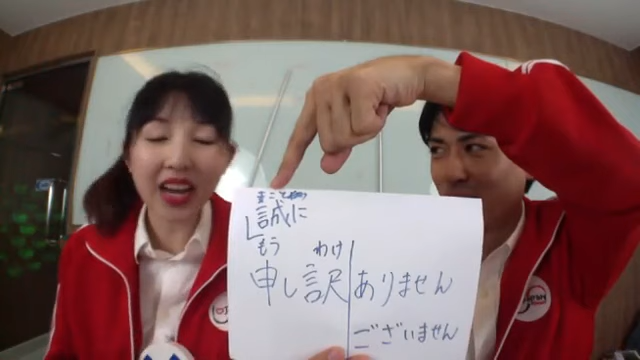 まことに
誠に
もう わけ
申し訳 ありません
ございません